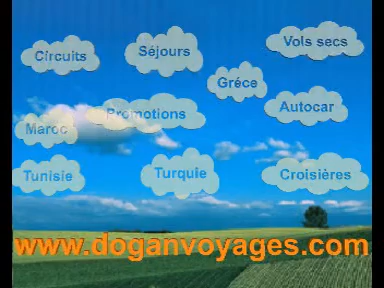 Circuits
Séjours
Vols secs
Gréce
Promotions
Autocar
Maroc
Tunisie
Turquie
Croisières
www.doganvoyages.com